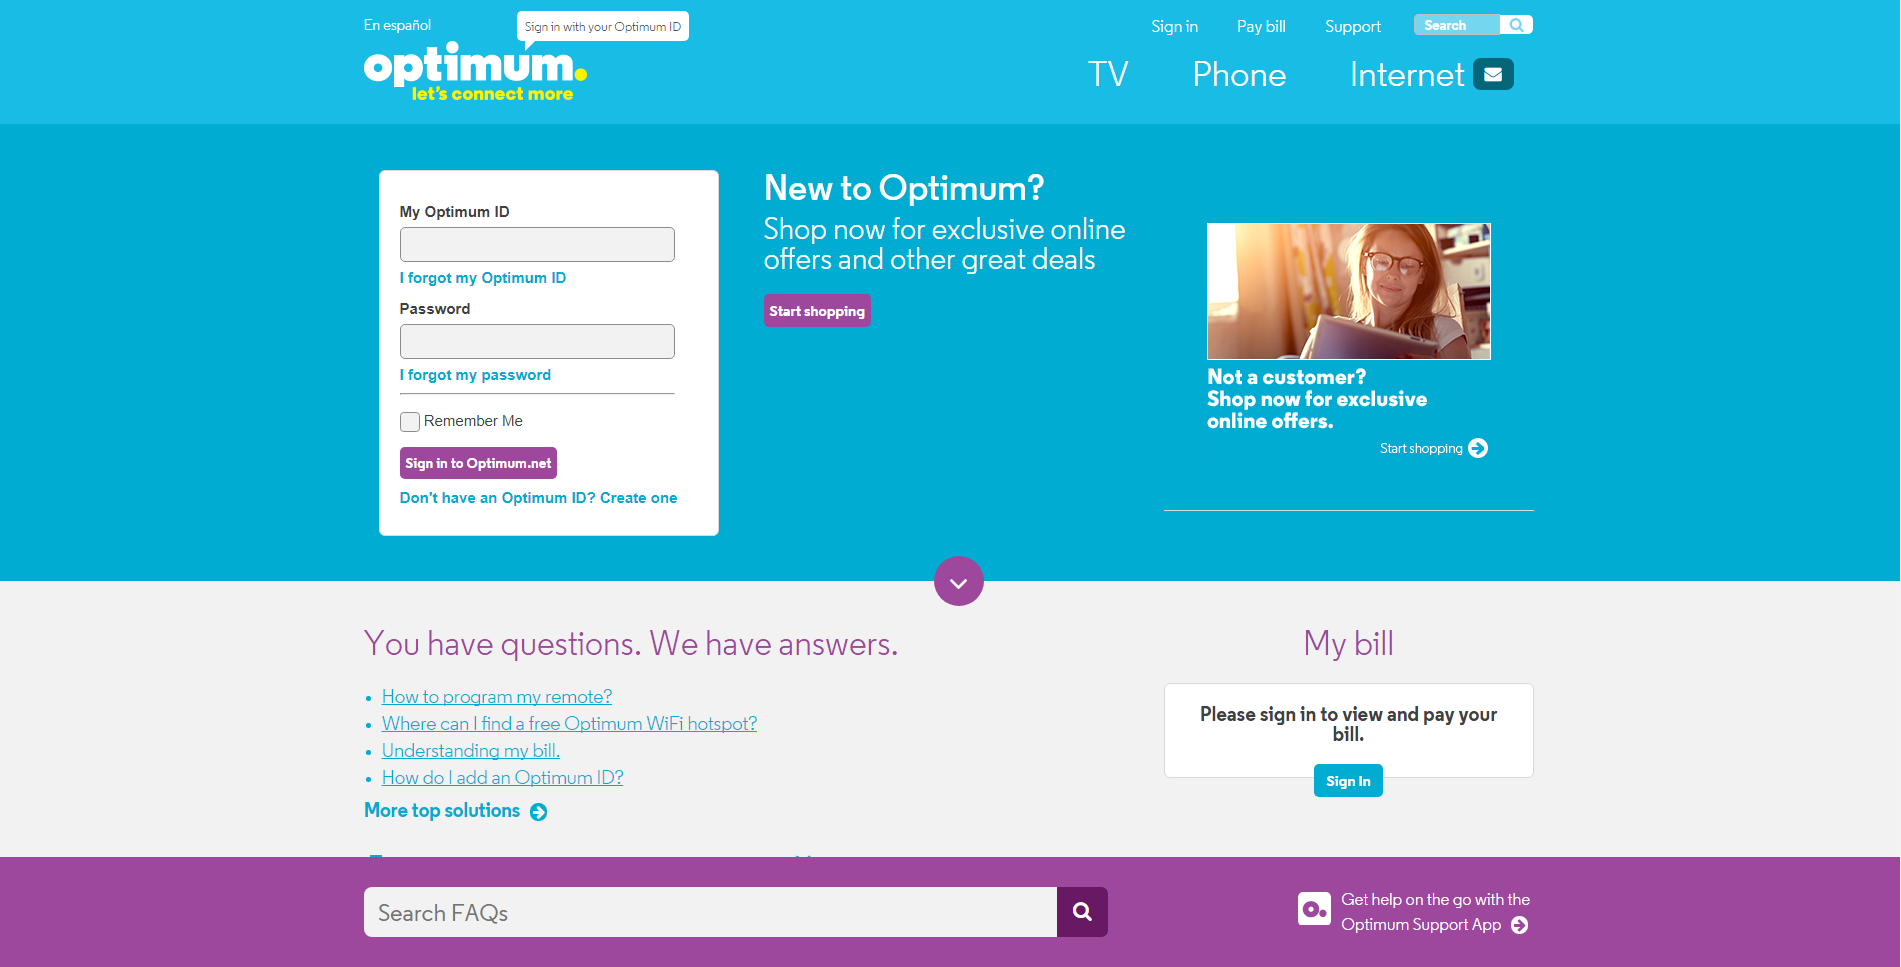 En español
Sign in with your Optimum ID
Sign in
Pay bill
Support
Search
optimum.
let's connect more
TV
Phone
Internet
My Optimum ID
I forgot my Optimum ID
Password
I forgot my password
Remember Me
Sign in to Optimum.net
Don't have an Optimum ID? Create one
New to Optimum?
Shop now for exclusive online
offers and other great deals
Start shopping
Not a customer?
Shop now for exclusive
online offers.
Start shopping
You have questions. We have answers.
How to program my remote?
Where can I find a free Optimum WiFi hotspot?
Understanding my bill.
How do I add an Optimum ID?
More top solutions
My bill
Please sign in to view and pay your
bill.
Sign In
Search FAQs
Get help on the go with the
Optimum Support App